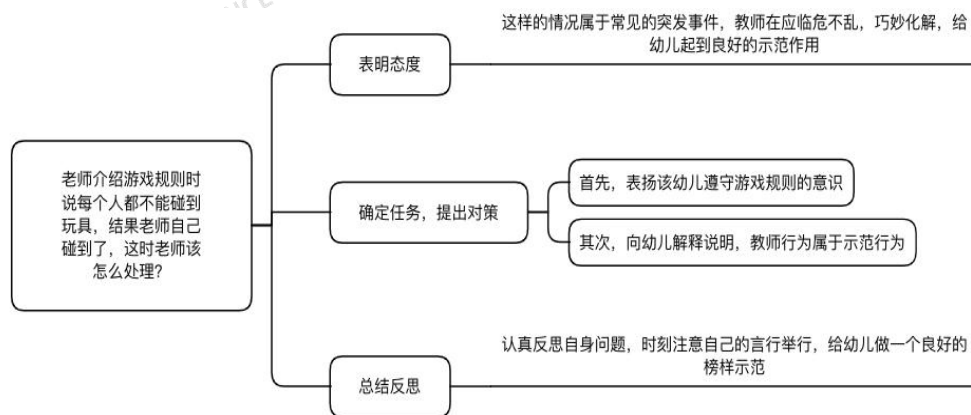 这样的情况属于常见的突发事件，教师在应临危不乱，巧妙化解，给
幼儿起到良好的示范作用
表明态度
老师介绍游戏规则时
说每个人都不能碰到
玩具，结果老师自己
碰到了，这时老师该
怎么处理？
确定任务，提出对策
首先，表扬该幼儿遵守游戏规则的意识
其次，向幼儿解释说明，教师行为属于示范行为
认真反思自身问题，时刻注意自己的言行举行，给幼儿做一个良好的
榜样示范
总结反思